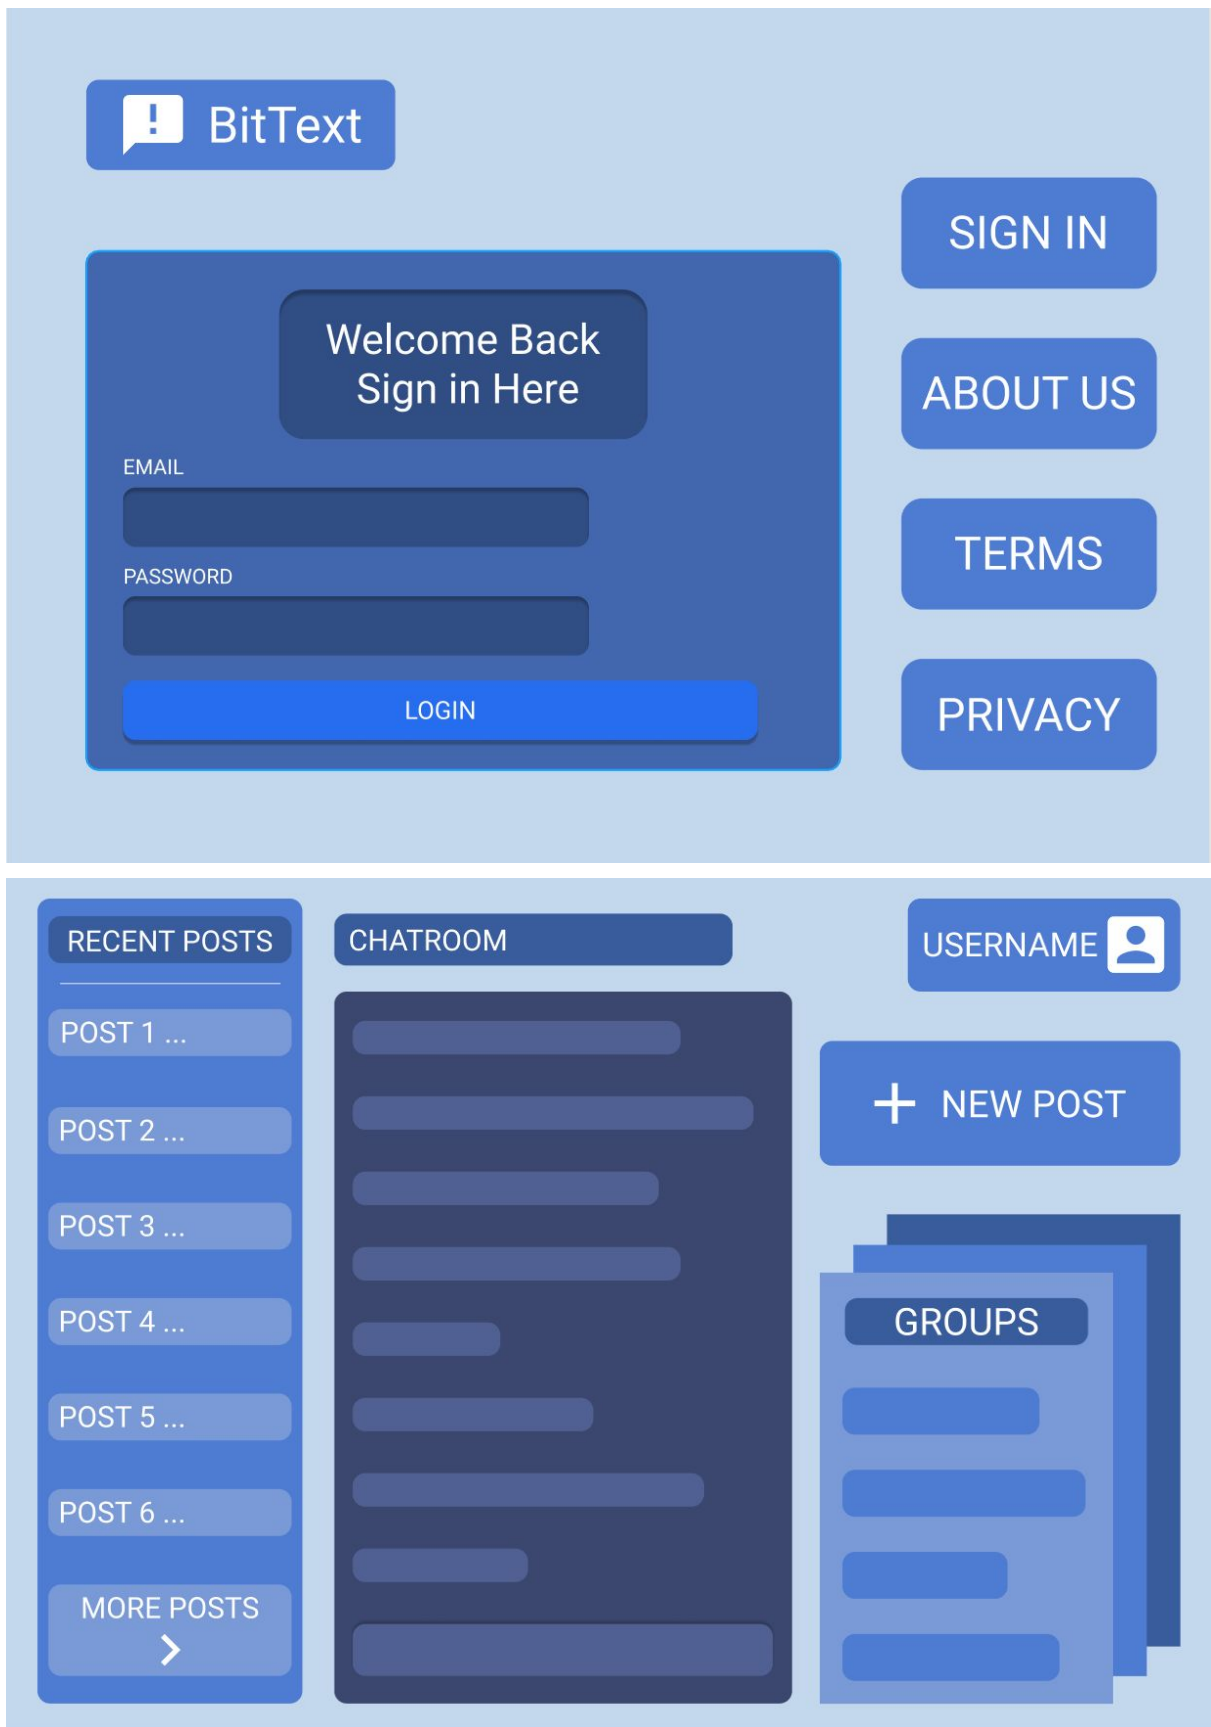 BitText
Welcome Back
Sign in Here
EMAIL
PASSWORD
LOGIN
SIGN IN
ABOUT US
TERMS
PRIVACY
RECENT POSTS
POST 1 ...
POST 2 ...
POST 3 ...
POST 4 ...
POST 5 ...
POST 6 ...
MORE POSTS
CHATROOM
USERNAME
NEW POST
GROUPS